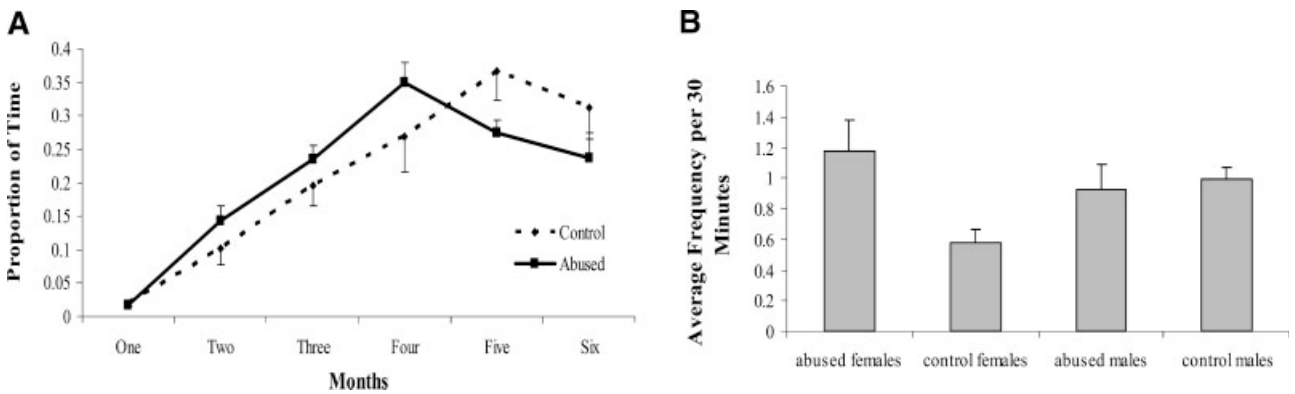 A
Proportion of Time
0.4
0.35
0.3
0.25
0.2
0.15
0.1
0.05
0
Control
Abused
One Two Three Four Five Six
Months
B
Average Frequency per 30
Minutes
1.6
1.4
1.2
1
0.8
0.6
0.4
0.2
0
abused females control females abused males control males